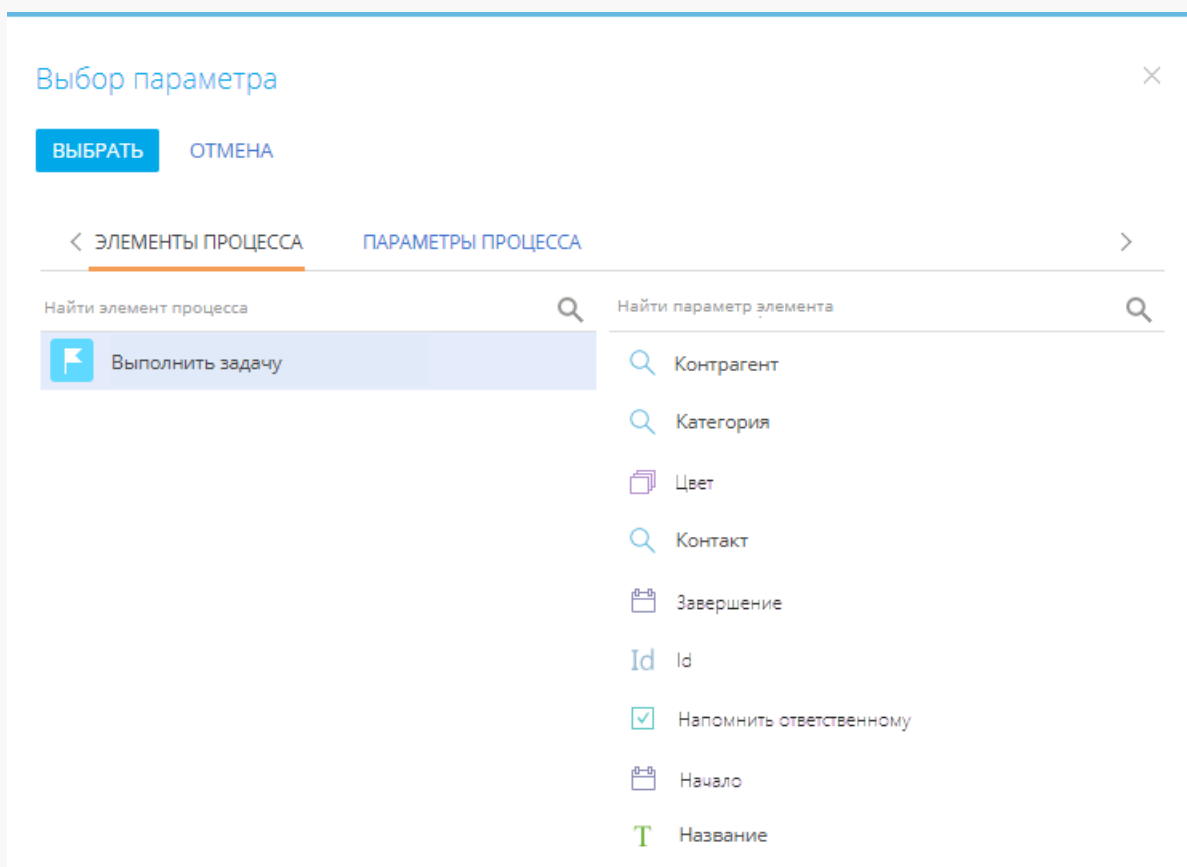 Выбор параметра
ВЫБРАТЬ ОТМЕНА
ЭЛЕМЕНТЫ ПРОЦЕССА ПАРАМЕТРЫ ПРОЦЕССА
Найти элемент процесса Найти параметр элемента
Выполнить задачу
Контрагент
Категория
Цвет
Контакт
Завершение
Id Id
Напомнить ответственному
Начало
T Название